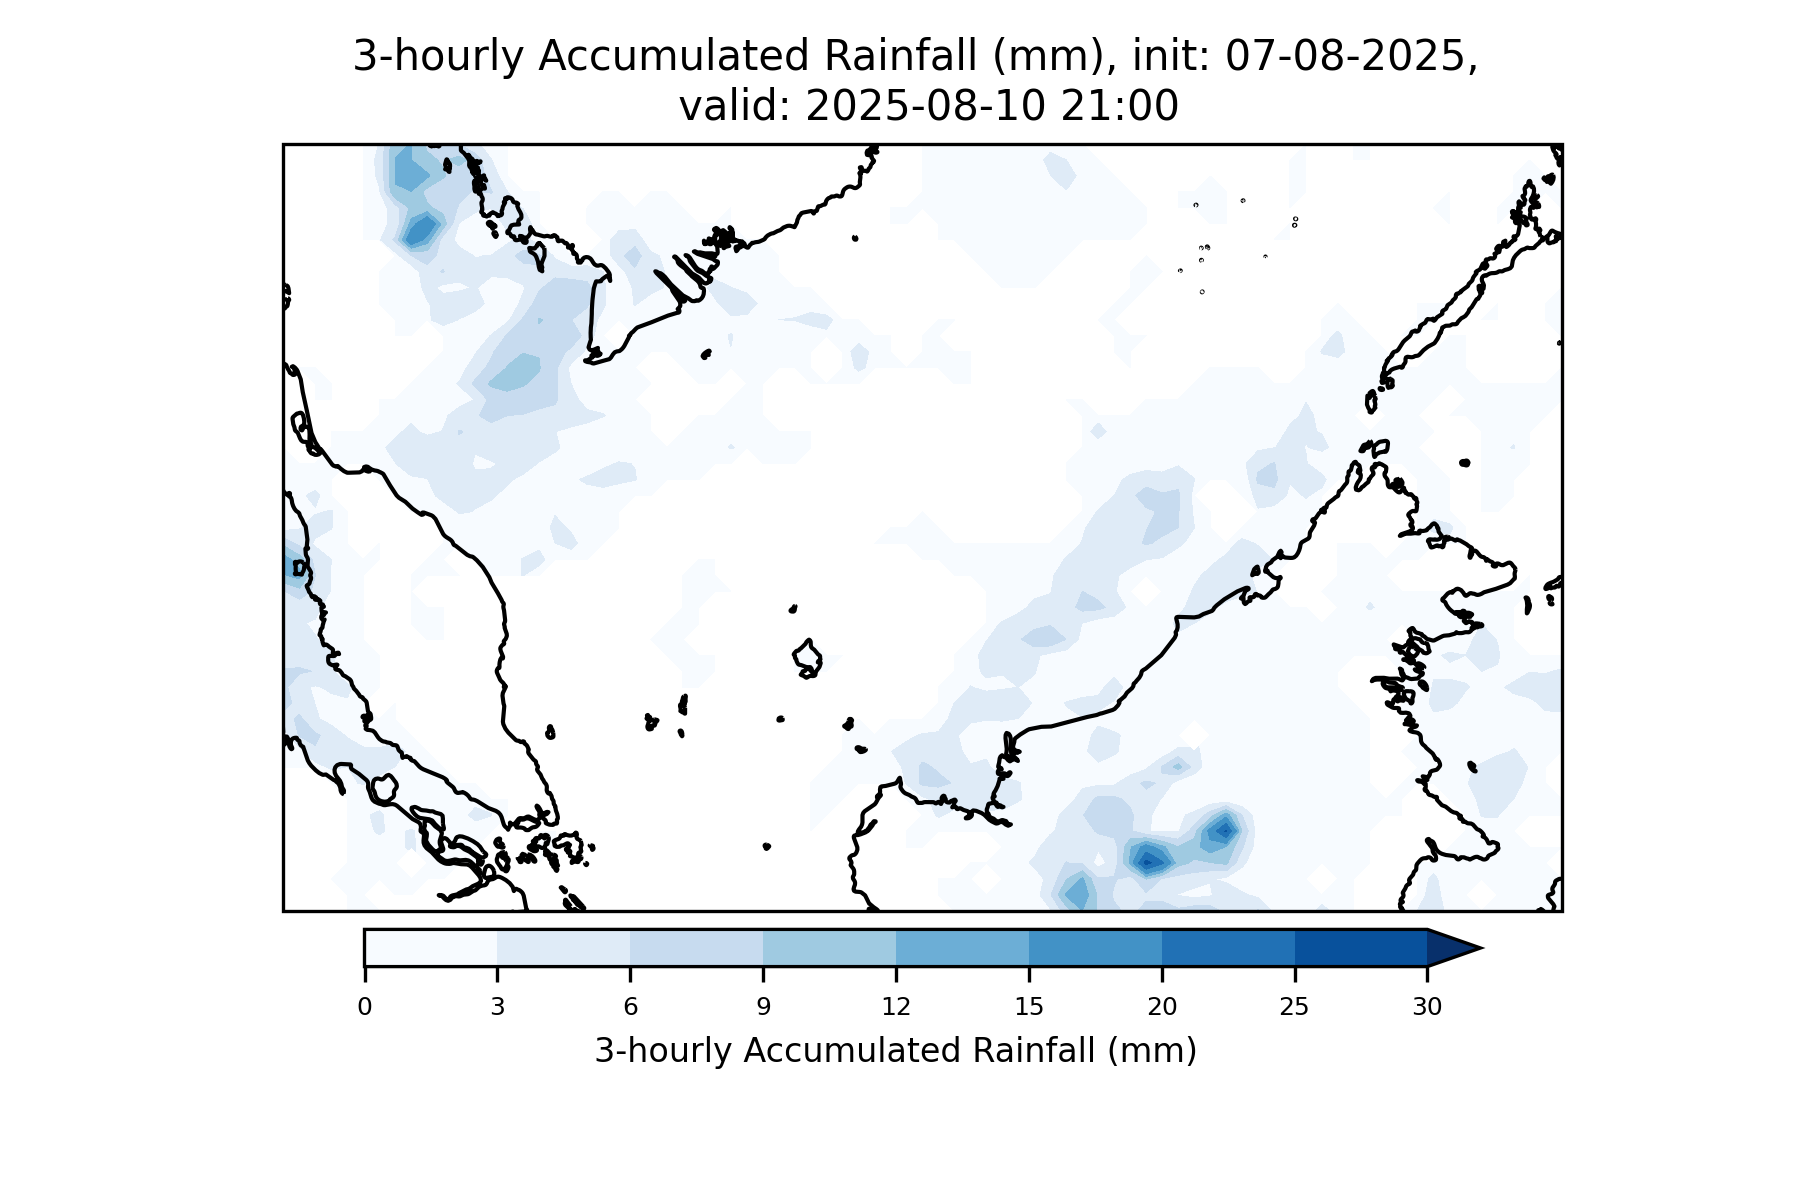 3-hourly Accumulated Rainfall (mm), init: 07-08-2025,
valid: 2025-08-10 21:00
0 3 6 9 12 15 20 25 30
3-hourly Accumulated Rainfall (mm)